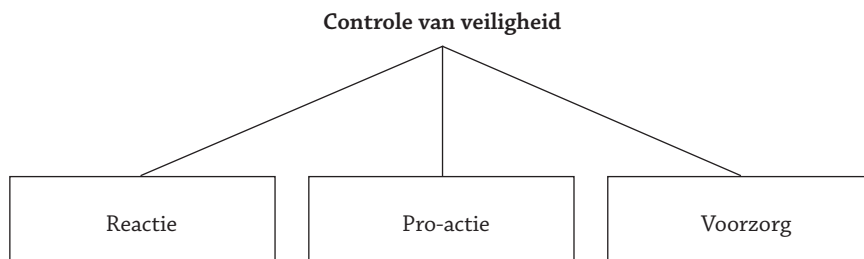 Controle van veiligheid
Reactie
Pro-actie
Voorzorg